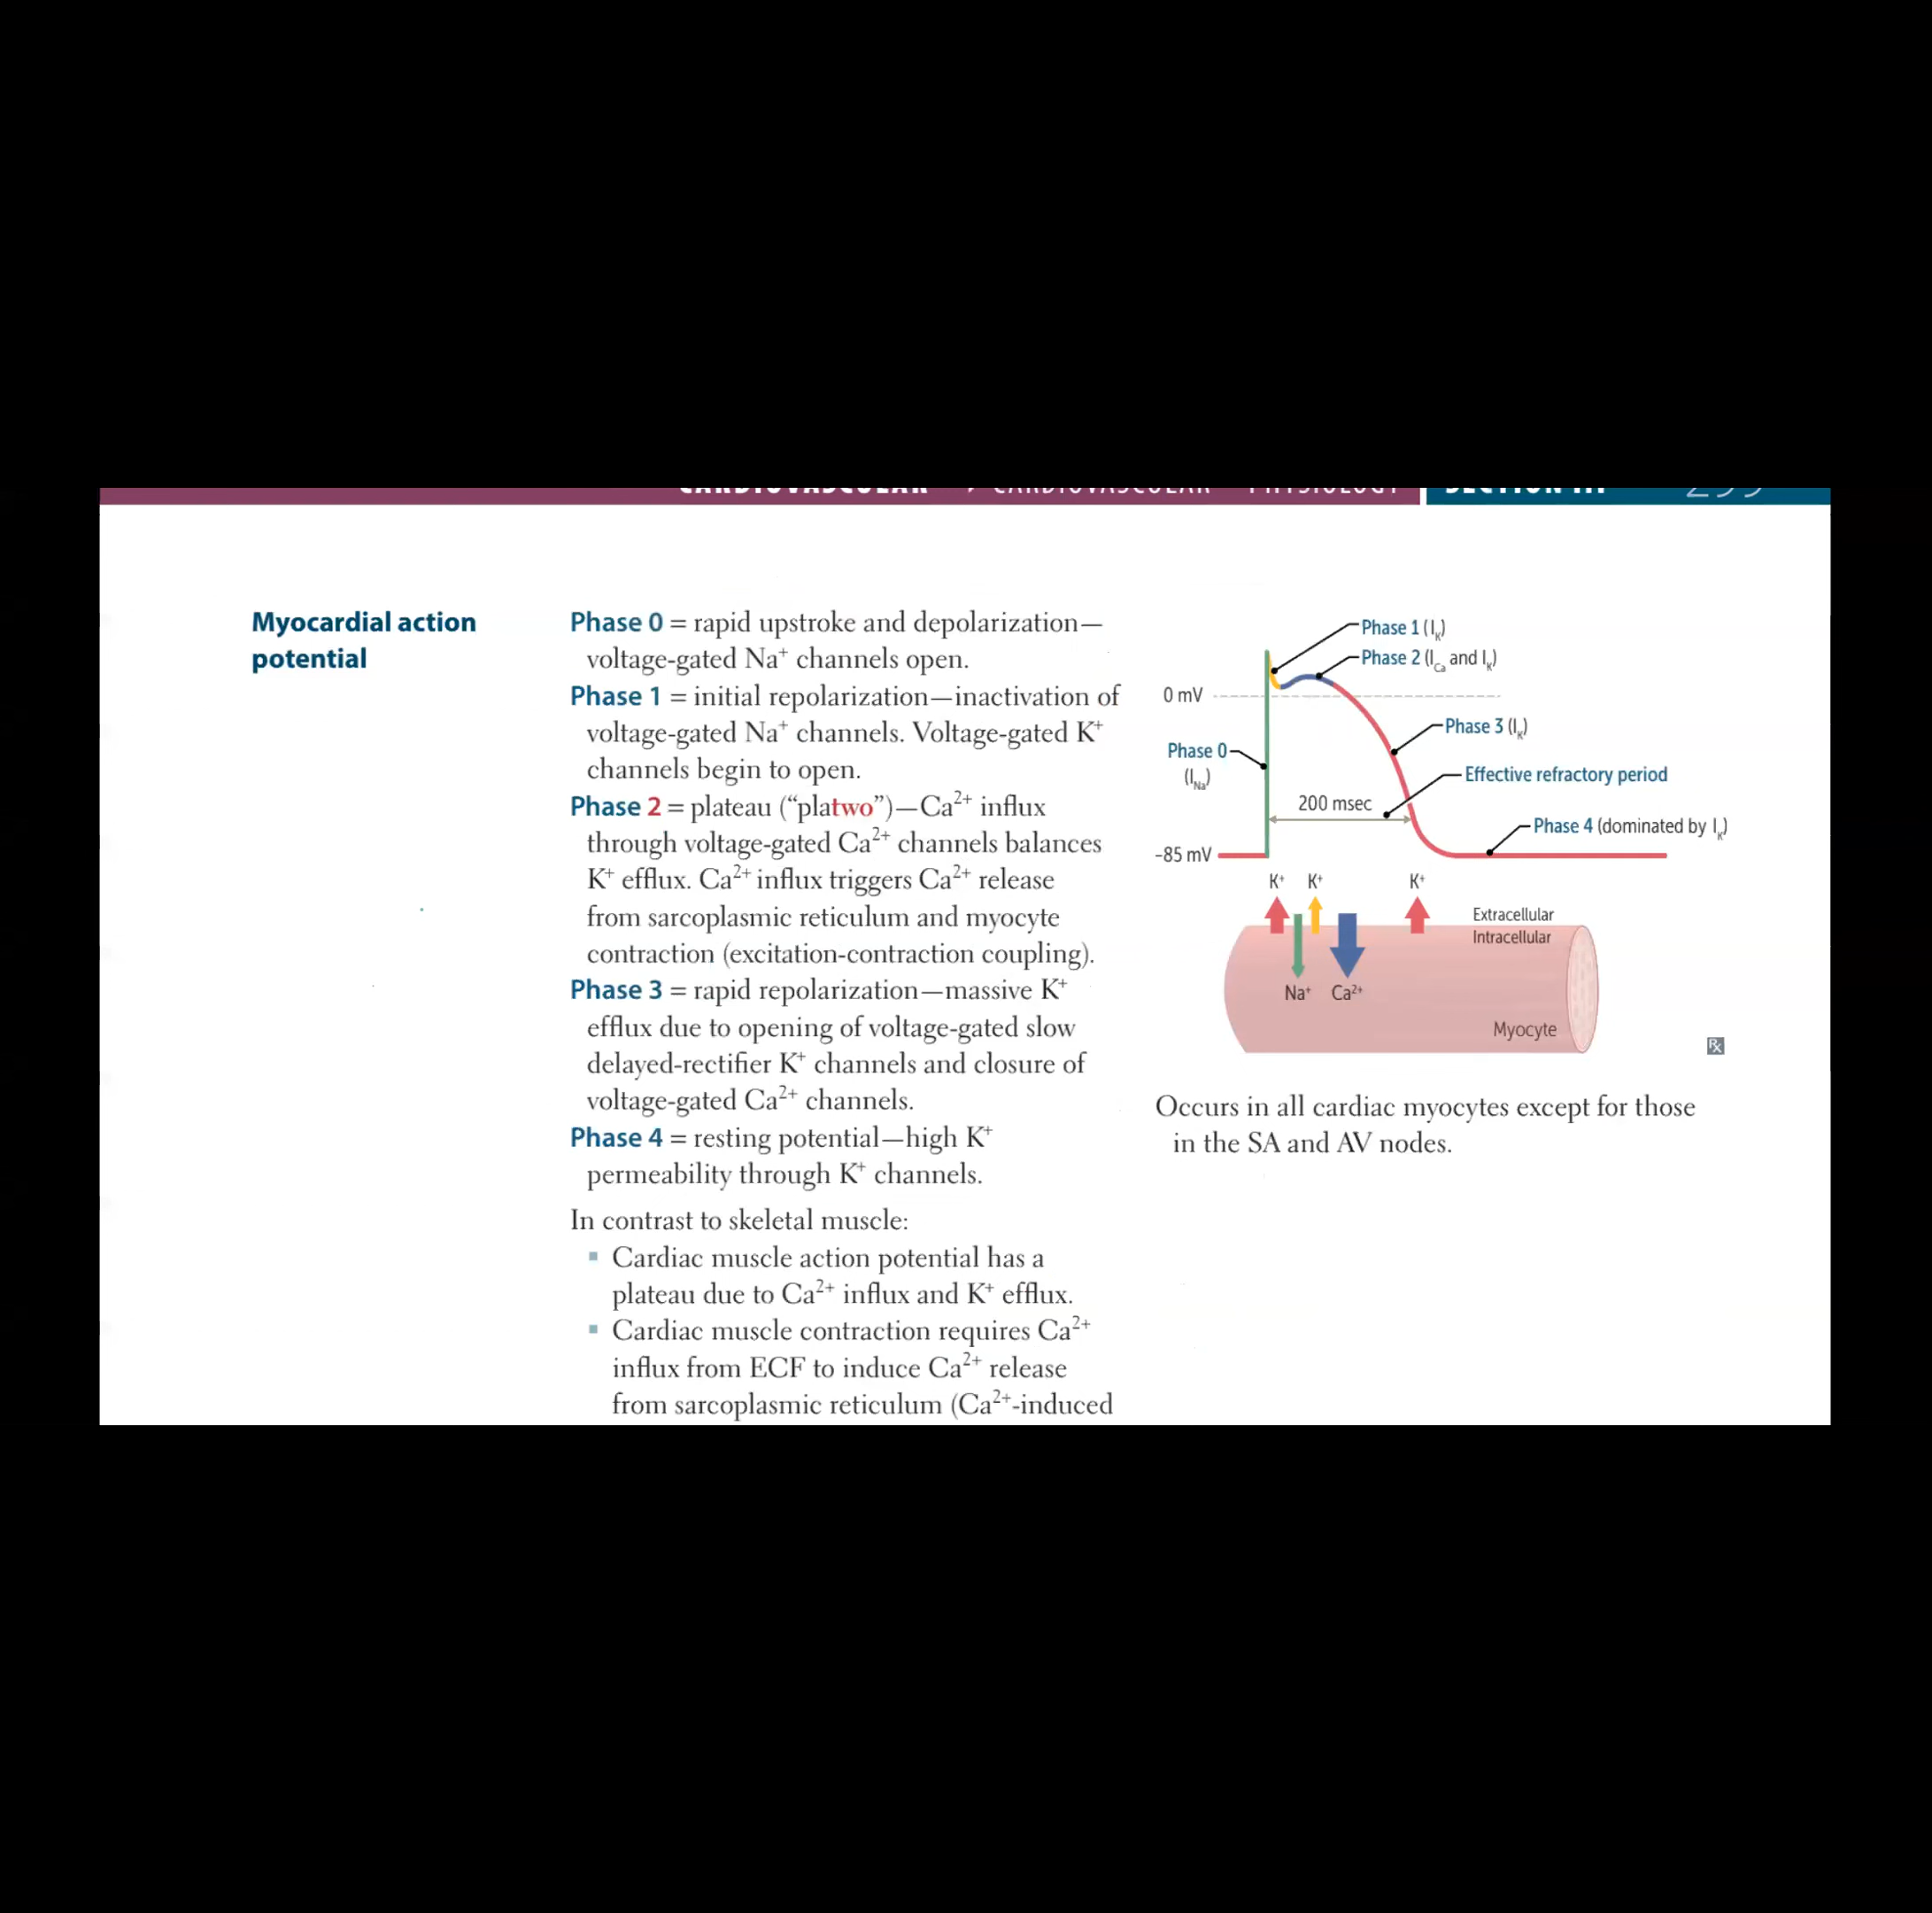 CARDIOVASCULAR ▸ CARDIOVASCULAR—PHYSIOLOGY SECTION III 299
Myocardial action
potential
Phase 0 = rapid upstroke and depolarization—
voltage-gated Na⁺ channels open.
Phase 1 = initial repolarization—inactivation of
voltage-gated Na⁺ channels. Voltage-gated K⁺
channels begin to open.
Phase 2 = plateau (“platwo”)—Ca²⁺ influx
through voltage-gated Ca²⁺ channels balances
K⁺ efflux. Ca²⁺ influx triggers Ca²⁺ release
from sarcoplasmic reticulum and myocyte
contraction (excitation-contraction coupling).
Phase 3 = rapid repolarization—massive K⁺
efflux due to opening of voltage-gated slow
delayed-rectifier K⁺ channels and closure of
voltage-gated Ca²⁺ channels.
Phase 4 = resting potential—high K⁺
permeability through K⁺ channels.
In contrast to skeletal muscle:
▪ Cardiac muscle action potential has a
plateau due to Ca²⁺ influx and K⁺ efflux.
▪ Cardiac muscle contraction requires Ca²⁺
influx from ECF to induce Ca²⁺ release
from sarcoplasmic reticulum (Ca²⁺-induced
Phase 1 (I_K)
Phase 2 (I_Ca and I_K)
0 mV
Phase 3 (I_K)
Phase 0
(I_Na)
Effective refractory period
200 msec
Phase 4 (dominated by I_K)
-85 mV
K⁺ K⁺ K⁺
Extracellular
Intracellular
Na⁺ Ca²⁺
Myocyte
Rx
Occurs in all cardiac myocytes except for those
in the SA and AV nodes.